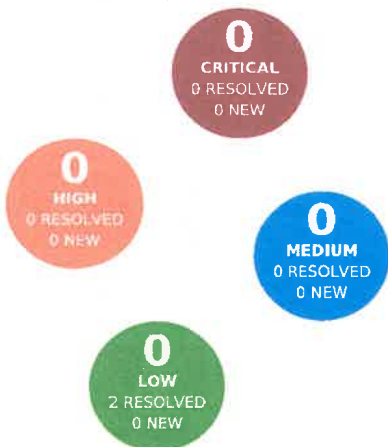 0
CRITICAL
0 RESOLVED
0 NEW
0
HIGH
0 RESOLVED
0 NEW
0
MEDIUM
0 RESOLVED
0 NEW
0
LOW
2 RESOLVED
0 NEW